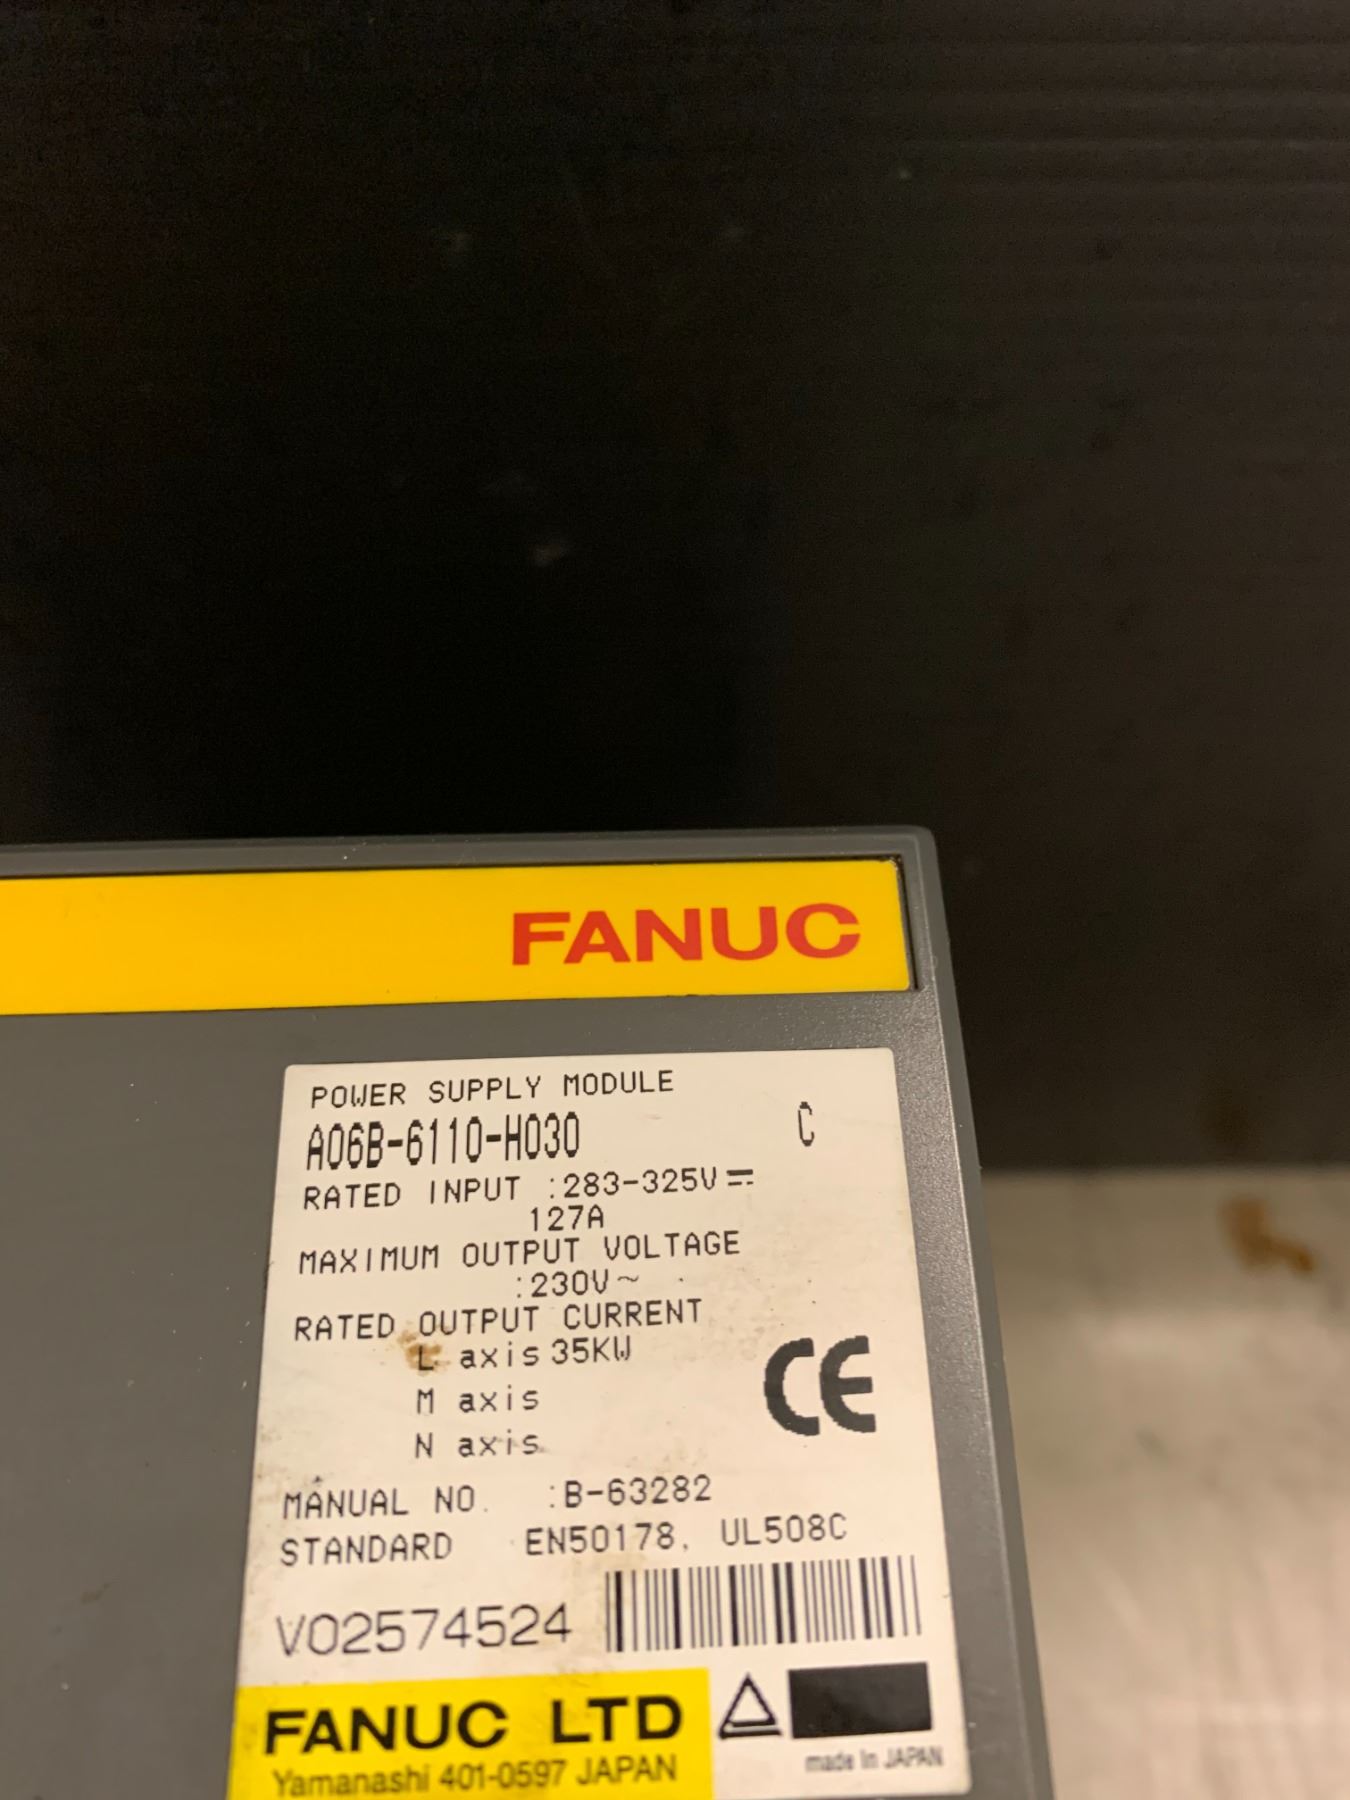 FANUC
POWER SUPPLY MODULE
A06B-6110-H030 C
RATED INPUT :283-325V⎓
127A
MAXIMUM OUTPUT VOLTAGE
:230V~
RATED OUTPUT CURRENT
L axis 35KW
M axis
N axis
MANUAL NO. :B-63282
STANDARD EN50178, UL508C
V02574524
FANUC LTD
Yamanashi 401-0597 JAPAN
made in JAPAN
CE